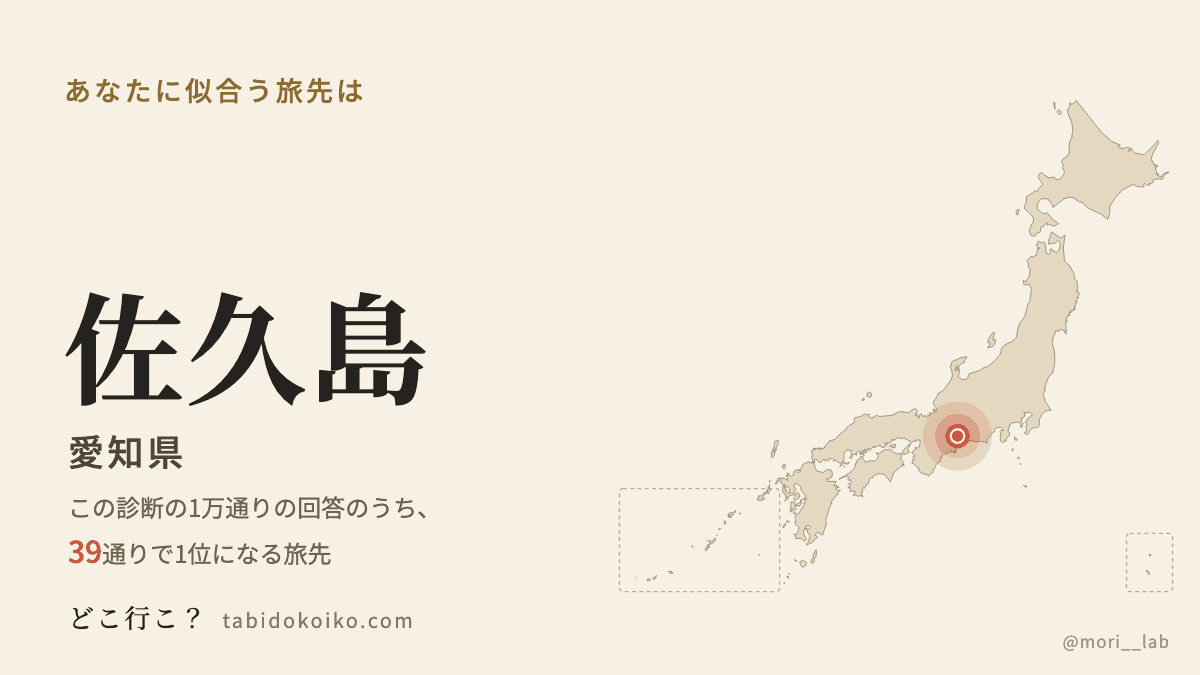 あなたに似合う旅先は
佐久島
愛知県
この診断の1万通りの回答のうち、
39通りで1位になる旅先
どこ行こ？ tabidokoiko.com
@mori__lab